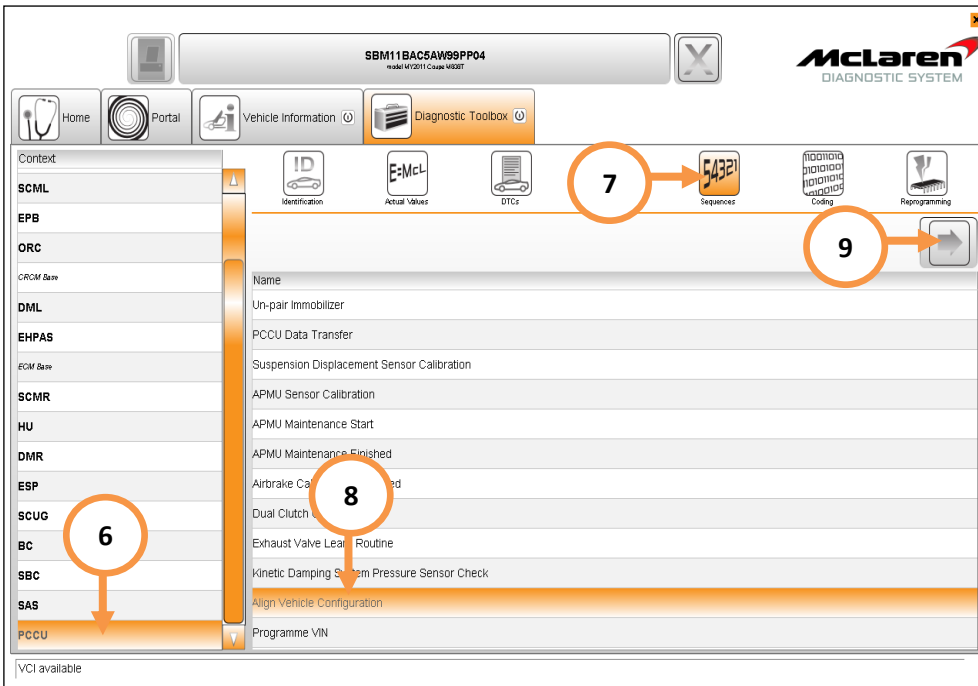 SBM11BAC5AW99PP04
model MY2011 Coupe M636T
McLaren
DIAGNOSTIC SYSTEM
Home
Portal
Vehicle Information
Diagnostic Toolbox
Context
ID
E=McL
54321
Identification
Actual Values
DTCs
7
Sequences
Coding
Reprogramming
9
SCML
EPB
ORC
CRCM Base
DML
EHPAS
ECM Base
SCMR
HU
DMR
ESP
SCUG
BC
SBC
SAS
PCCU
6
Name
Un-pair Immobilizer
PCCU Data Transfer
Suspension Displacement Sensor Calibration
APMU Sensor Calibration
APMU Maintenance Start
APMU Maintenance Finished
Airbrake
8
Dual Clutch
Exhaust Valve Learn Routine
Kinetic Damping System Pressure Sensor Check
Align Vehicle Configuration
Programme VIN
VCI available